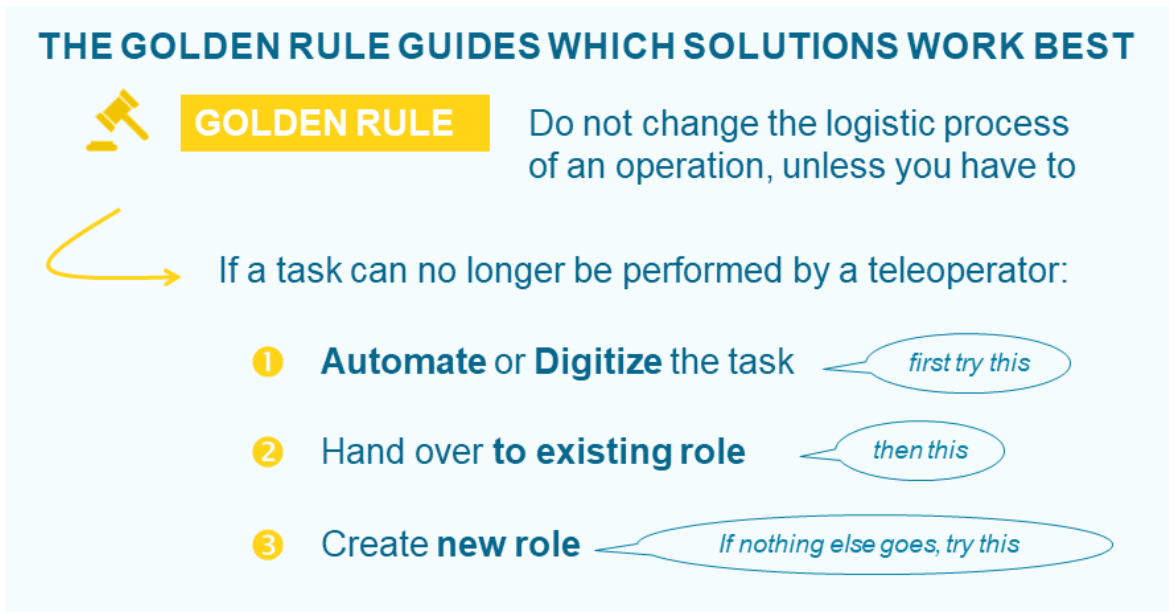 THE GOLDEN RULE GUIDES WHICH SOLUTIONS WORK BEST
GOLDEN RULE
Do not change the logistic process
of an operation, unless you have to
If a task can no longer be performed by a teleoperator:
1 Automate or Digitize the task
first try this
2 Hand over to existing role
then this
3 Create new role
If nothing else goes, try this